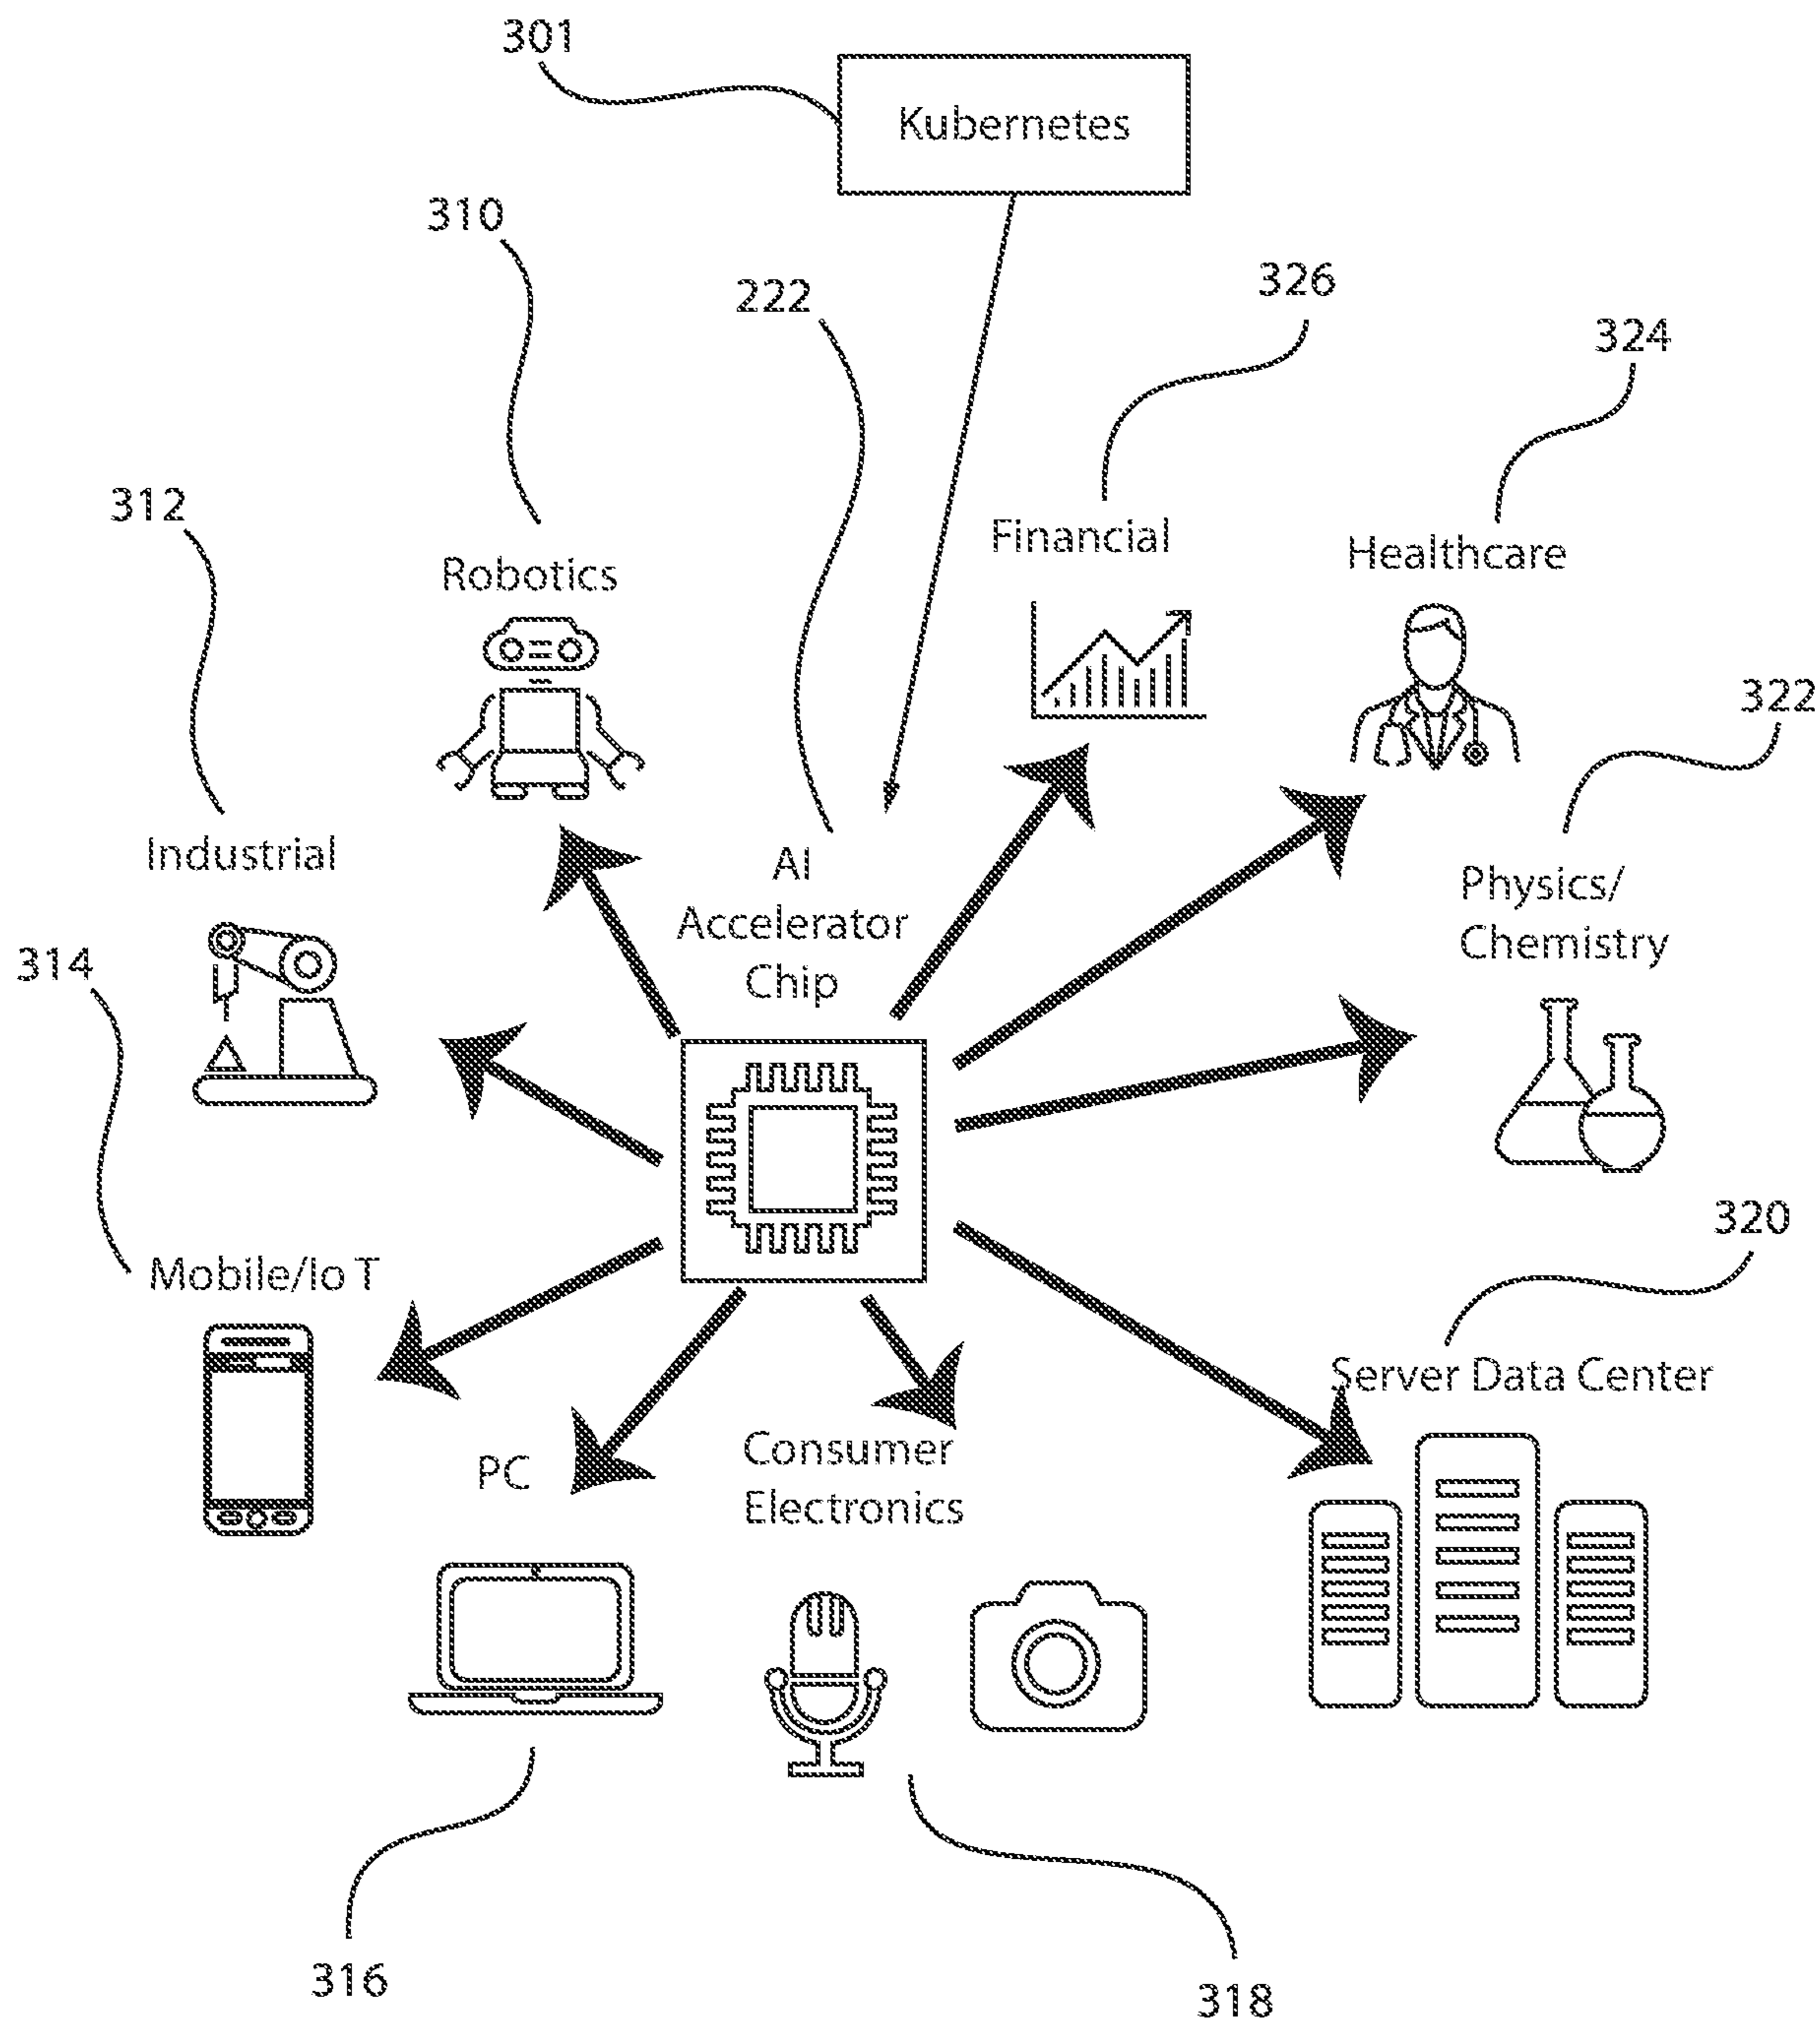 301
Kubernetes
310
222
326
324
312
Robotics
Financial
Healthcare
322
Industrial
AI
Accelerator
Chip
Physics/
Chemistry
314
320
Mobile/Io T
Server Data Center
PC
Consumer
Electronics
316
318